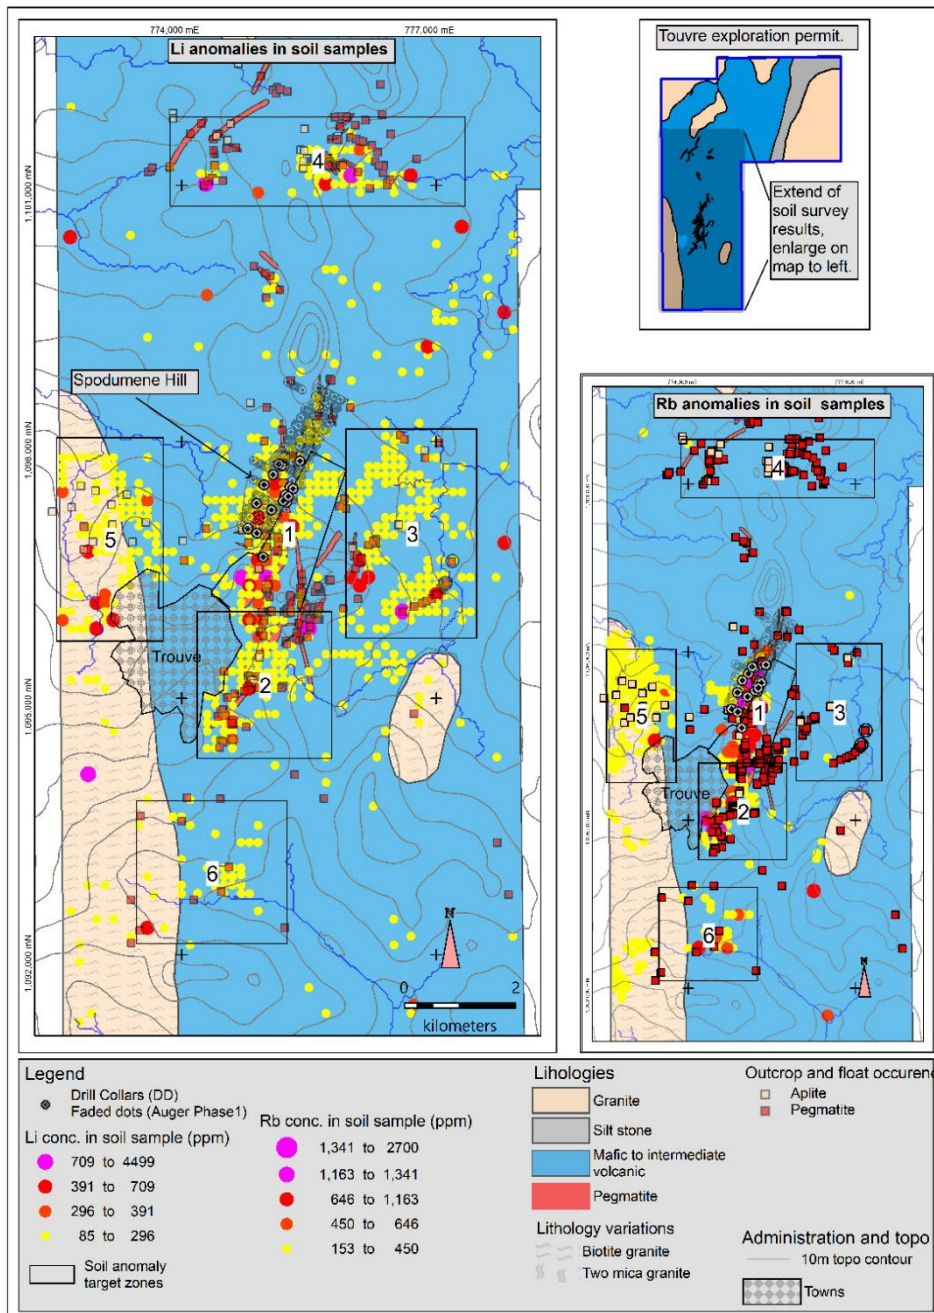 774,000 mE
777,000 mE
Li anomalies in soil samples
1,101,000 mN
4
Spodumene Hill
1,098,000 mN
1
5
3
Trouve
2
1,095,000 mN
6
N
1,092,000 mN
0 2
kilometers
Touvre exploration permit.
Extend of
soil survey
results,
enlarge on
map to left.
Rb anomalies in soil samples
4
1
5
3
Trouve
2
6
N
Legend
Drill Collars (DD)
Faded dots (Auger Phase1)
Li conc. in soil sample (ppm)
709 to 4499
391 to 709
296 to 391
85 to 296
Soil anomaly
target zones
Rb conc. in soil sample (ppm)
1,341 to 2700
1,163 to 1,341
646 to 1,163
450 to 646
153 to 450
Lithologies
Granite
Silt stone
Mafic to intermediate
volcanic
Pegmatite
Lithology variations
Biotite granite
Two mica granite
Outcrop and float occurenc
Aplite
Pegmatite
Administration and topo
10m topo contour
Towns